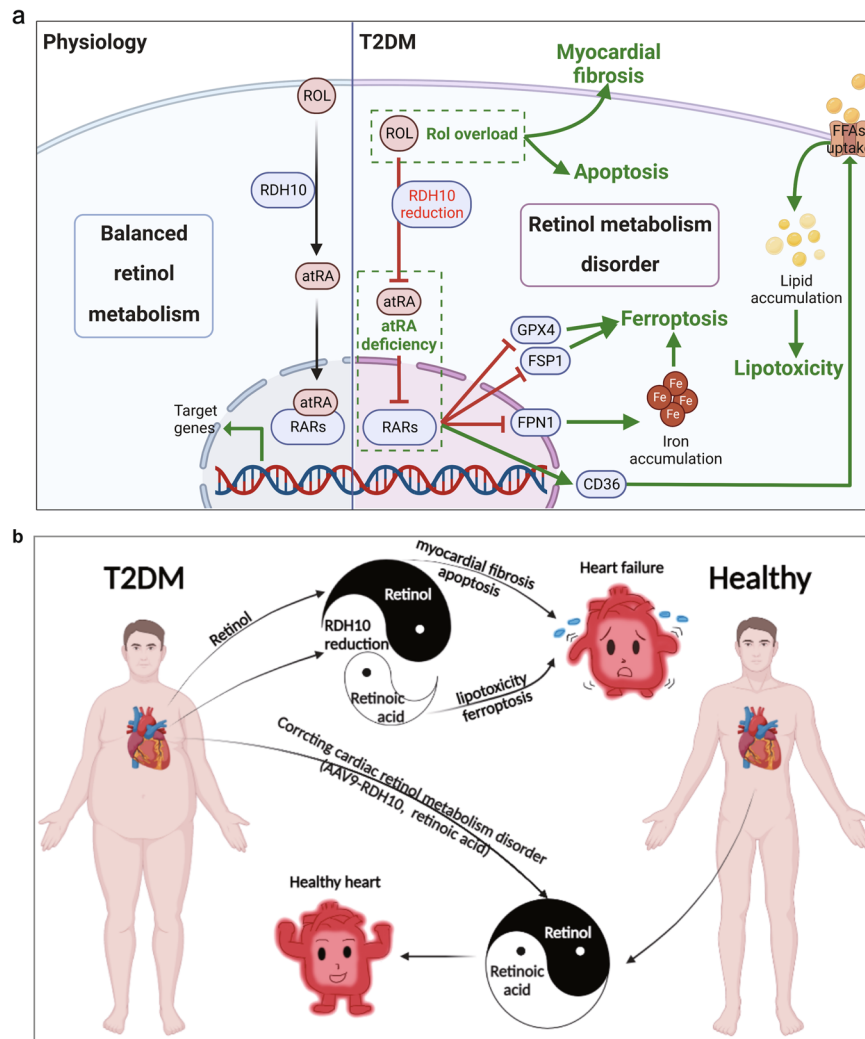 a
Physiology
T2DM
ROL
RDH10
atRA
Balanced
retinol
metabolism
atRA
RARs
Target
genes
ROL
Rol overload
Myocardial
fibrosis
Apoptosis
RDH10
reduction
Retinol metabolism
disorder
atRA
atRA
deficiency
RARs
GPX4
FSP1
FPN1
CD36
Ferroptosis
Fe
Fe
Fe
Fe
Iron
accumulation
FFAs
uptake
Lipid
accumulation
Lipotoxicity
b
T2DM
Retinol
Retinol
RDH10
reduction
Retinoic
acid
myocardial fibrosis
apoptosis
lipotoxicity
ferroptosis
Heart failure
Healthy
Corrcting cardiac retinol metabolism disorder
(AAV9-RDH10, retinoic acid)
Healthy heart
Retinol
Retinoic
acid